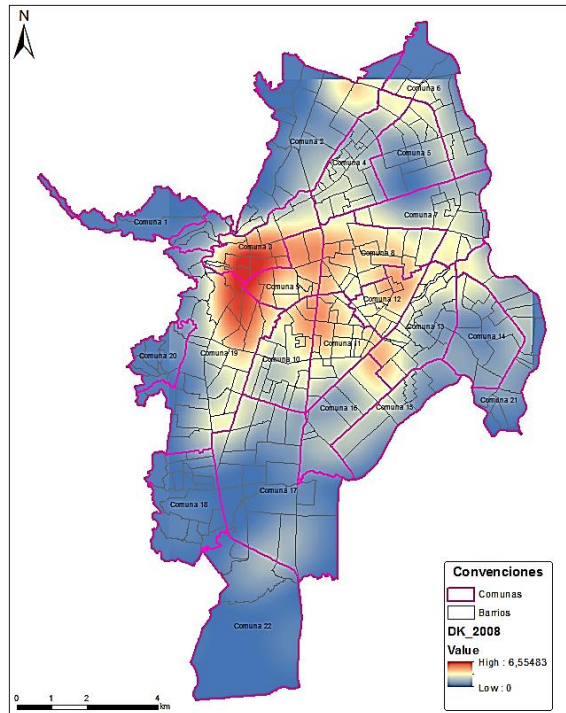 N
Comuna 6
Comuna 2
Comuna 4
Comuna 5
Comuna 7
Comuna 1
Comuna 3
Comuna 8
Comuna 9
Comuna 12
Comuna 13
Comuna 14
Comuna 20
Comuna 19
Comuna 10
Comuna 11
Comuna 16
Comuna 15
Comuna 21
Comuna 17
Comuna 18
Comuna 22
Convenciones
Comunas
Barrios
DK_2008
Value
High : 6,55483
Low : 0
0 1 2 4
km